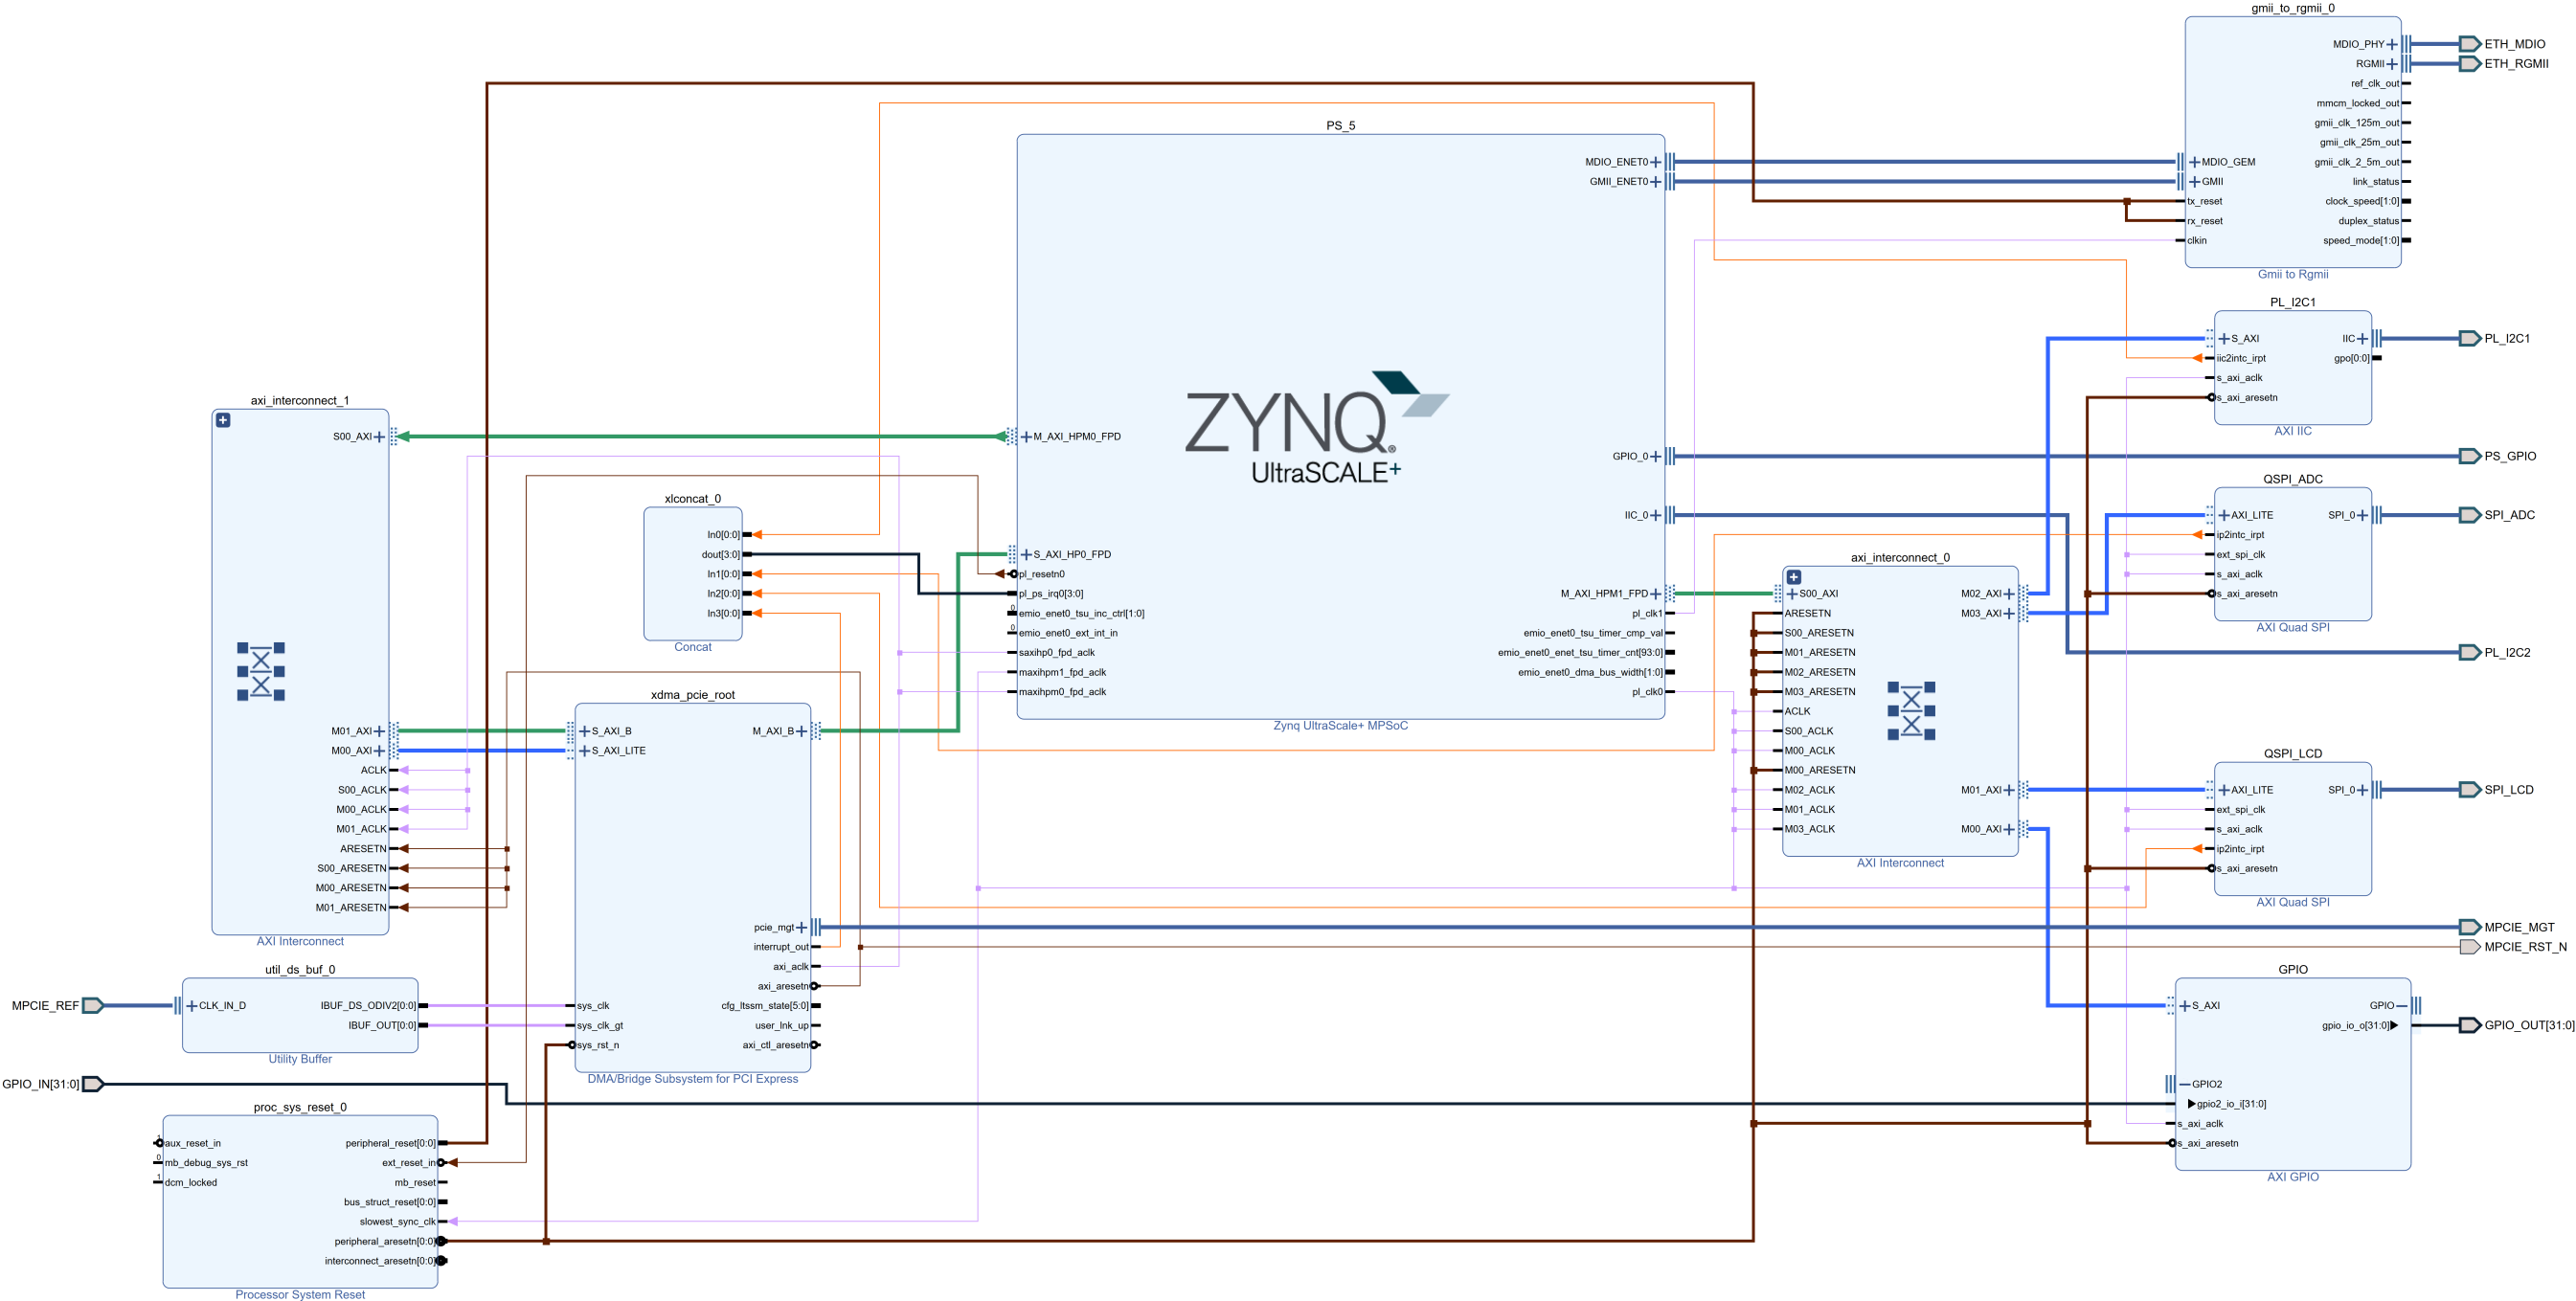 gmii_to_rgmii_0
MDIO_PHY
RGMII
ref_clk_out
mmcm_locked_out
gmii_clk_125m_out
gmii_clk_25m_out
MDIO_GEM
gmii_clk_2_5m_out
GMII
link_status
tx_reset
clock_speed[1:0]
rx_reset
duplex_status
clkin
speed_mode[1:0]
Gmii to Rgmii
ETH_MDIO
ETH_RGMII
PS_5
MDIO_ENET0
GMII_ENET0
M_AXI_HPM0_FPD
ZYNQ®
UltraSCALE+
GPIO_0
IIC_0
S_AXI_HP0_FPD
pl_resetn0
pl_ps_irq0[3:0]
M_AXI_HPM1_FPD
0
emio_enet0_tsu_inc_ctrl[1:0]
pl_clk1
0
emio_enet0_ext_int_in
emio_enet0_tsu_timer_cmp_val
saxihp0_fpd_aclk
emio_enet0_enet_tsu_timer_cnt[93:0]
maxihpm1_fpd_aclk
emio_enet0_dma_bus_width[1:0]
maxihpm0_fpd_aclk
pl_clk0
Zynq UltraScale+ MPSoC
PL_I2C1
S_AXI
IIC
iic2intc_irpt
gpo[0:0]
s_axi_aclk
s_axi_aresetn
AXI IIC
PL_I2C1
PS_GPIO
QSPI_ADC
AXI_LITE
SPI_0
ip2intc_irpt
ext_spi_clk
s_axi_aclk
s_axi_aresetn
AXI Quad SPI
SPI_ADC
PL_I2C2
axi_interconnect_1
S00_AXI
M01_AXI
M00_AXI
ACLK
S00_ACLK
M00_ACLK
M01_ACLK
ARESETN
S00_ARESETN
M00_ARESETN
M01_ARESETN
AXI Interconnect
xlconcat_0
In0[0:0]
dout[3:0]
In1[0:0]
In2[0:0]
In3[0:0]
Concat
axi_interconnect_0
S00_AXI
M02_AXI
ARESETN
M03_AXI
S00_ARESETN
M01_ARESETN
M02_ARESETN
M03_ARESETN
ACLK
S00_ACLK
M00_ACLK
M00_ARESETN
M02_ACLK
M01_AXI
M01_ACLK
M03_ACLK
M00_AXI
AXI Interconnect
xdma_pcie_root
S_AXI_B
M_AXI_B
S_AXI_LITE
pcie_mgt
interrupt_out
axi_aclk
axi_aresetn
sys_clk
cfg_ltssm_state[5:0]
sys_clk_gt
user_lnk_up
sys_rst_n
axi_ctl_aresetn
DMA/Bridge Subsystem for PCI Express
QSPI_LCD
AXI_LITE
SPI_0
ext_spi_clk
s_axi_aclk
ip2intc_irpt
s_axi_aresetn
AXI Quad SPI
SPI_LCD
MPCIE_MGT
MPCIE_RST_N
util_ds_buf_0
MPCIE_REF
CLK_IN_D
IBUF_DS_ODIV2[0:0]
IBUF_OUT[0:0]
Utility Buffer
GPIO_IN[31:0]
GPIO
S_AXI
GPIO
gpio_io_o[31:0]
GPIO2
gpio2_io_i[31:0]
s_axi_aclk
s_axi_aresetn
AXI GPIO
GPIO_OUT[31:0]
proc_sys_reset_0
1
aux_reset_in
peripheral_reset[0:0]
0
mb_debug_sys_rst
ext_reset_in
1
dcm_locked
mb_reset
bus_struct_reset[0:0]
slowest_sync_clk
peripheral_aresetn[0:0]
interconnect_aresetn[0:0]
Processor System Reset